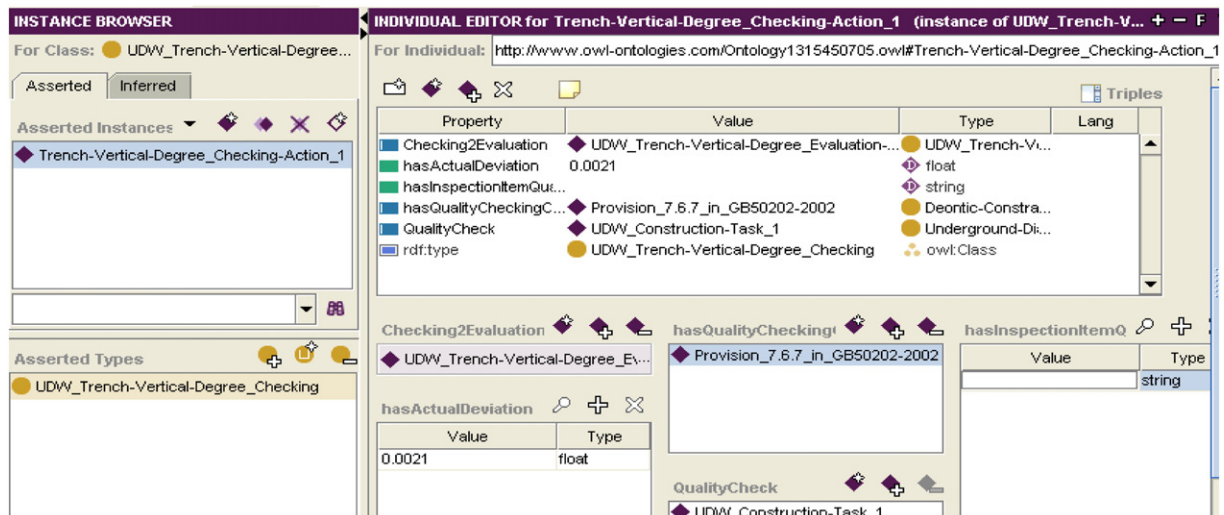 INSTANCE BROWSER
For Class: UDW_Trench-Vertical-Degree...
Asserted Inferred
Asserted Instances
Trench-Vertical-Degree_Checking-Action_1
Asserted Types
UDW_Trench-Vertical-Degree_Checking
INDIVIDUAL EDITOR for Trench-Vertical-Degree_Checking-Action_1 (instance of UDW_Trench-V... + − F
For Individual: http://www.owl-ontologies.com/Ontology1315450705.owl#Trench-Vertical-Degree_Checking-Action_1
Triples
Property Value Type Lang
Checking2Evaluation UDW_Trench-Vertical-Degree_Evaluation-... UDW_Trench-V...
hasActualDeviation 0.0021 float
hasInspectionItemQu... string
hasQualityCheckingC... Provision_7.6.7_in_GB50202-2002 Deontic-Constra...
QualityCheck UDW_Construction-Task_1 Underground-Di...
rdf:type UDW_Trench-Vertical-Degree_Checking owl:Class
Checking2Evaluation
UDW_Trench-Vertical-Degree_Ev...
hasActualDeviation
Value Type
0.0021 float
hasQualityChecking
Provision_7.6.7_in_GB50202-2002
QualityCheck
UDW_Construction-Task_1
hasInspectionItemQ
Value Type
string